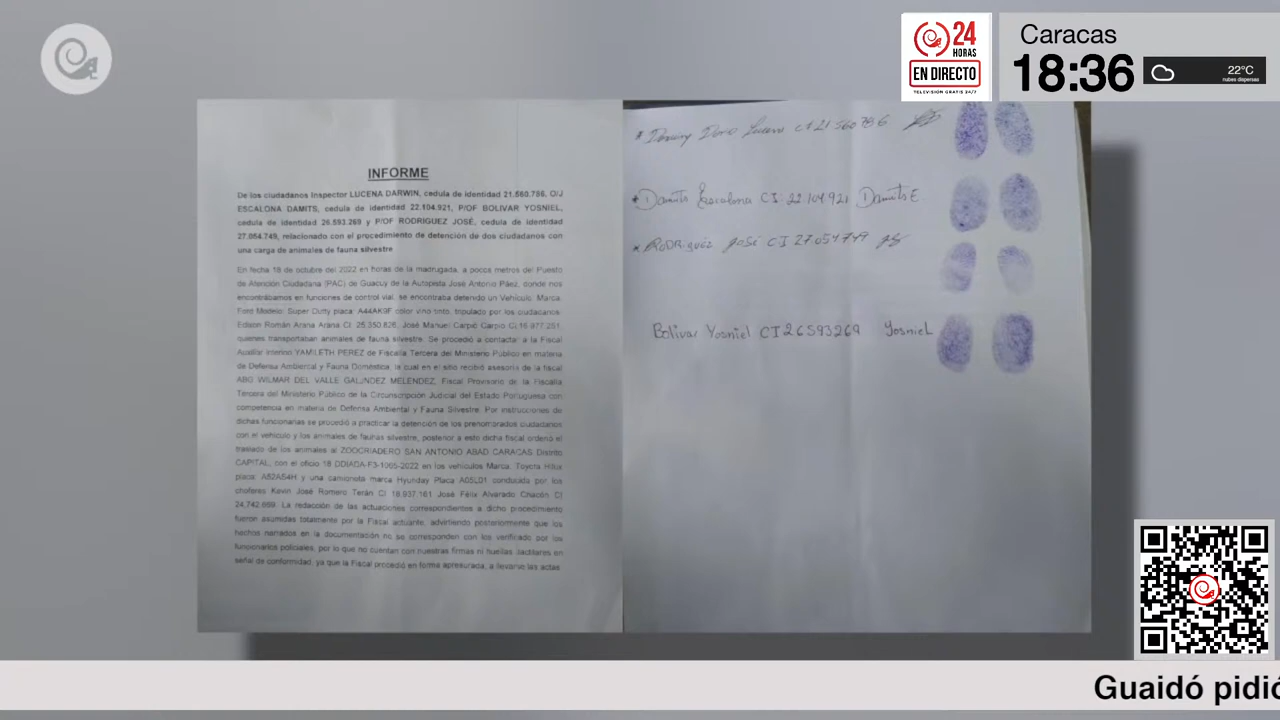 24
HORAS
EN DIRECTO
TELEVISIÓN GRATIS 24/7
Caracas
18:36
22°C
nubes dispersas
INFORME
De los ciudadanos Inspector LUCENA DARWIN, cedula de identidad 21.560.786, O/J
ESCALONA DAMITS, cedula de identidad 22.104.921, P/OF BOLIVAR YOSNIEL,
cedula de identidad 26.593.269 y P/OF RODRIGUEZ JOSÉ, cedula de identidad
27.054.749, relacionado con el procedimiento de detención de dos ciudadanos con
una carga de animales de fauna silvestre
En fecha 18 de octubre del 2022 en horas de la madrugada, a pocos metros del Puesto
de Atención Ciudadana (PAC) de Guacuy de la Autopista José Antonio Páez, donde nos
encontrábamos en funciones de control vial, se encontraba detenido un Vehículo. Marca.
Ford Modelo: Super Dutty placa: A44AK9F color vino tinto, tripulado por los ciudadanos.
Edison Román Arana Arana CI: 25.350.826, José Manuel Carpio Carpio CI:16.977.251,
quienes transportaban animales de fauna silvestre. Se procedió a contactar a la Fiscal
Auxiliar Interior YAMILETH PEREZ de Fiscalía Tercera del Ministerio Público en materia
de Defensa Ambiental y Fauna Doméstica, la cual en el sitio recibió asesoría de la fiscal
ABG WILMAR DEL VALLE GALINDEZ MELENDEZ, Fiscal Provisorio de la Fiscalía
Tercera del Ministerio Público de la Circunscripción Judicial del Estado Portuguesa con
competencia en materia de Defensa Ambiental y Fauna Silvestre. Por instrucciones de
dichas funcionarias se procedió a practicar la detención de los prenombrados ciudadanos
con el vehículo y los animales de faunas silvestre, posterior a esto dicha fiscal ordenó el
traslado de los animales al ZOOCRIADERO SAN ANTONIO ABAD CARACAS Distrito
CAPITAL, con el oficio 18 DDIADA-F3-1065-2022 en los vehículos Marca. Toyota Hilux
placa: A52AS4H y una camioneta marca Hyunday Placa A05L01 conducida por los
choferes Kevin José Romero Terán CI 18.937.161 José Félix Alvarado Chacón CI
24.742.669. La redacción de las actuaciones correspondientes a dicho procedimiento
fueron asumidas totalmente por la Fiscal actuante, advirtiendo posteriormente que los
hechos narrados en la documentación no se corresponden con los verificado por los
funcionarios policiales, por lo que no cuentan con nuestras firmas ni huellas dactilares en
señal de conformidad, ya que la Fiscal procedió en forma apresurada, a llevarse las actas
Lucena CI 21.560786
* Damits Escalona CI. 22.104921 Damits E.
* RODRIGUEZ JOSÉ CI 27054749
Bolivar Yosniel CI 26593269 YosnieL
Guaidó pidió